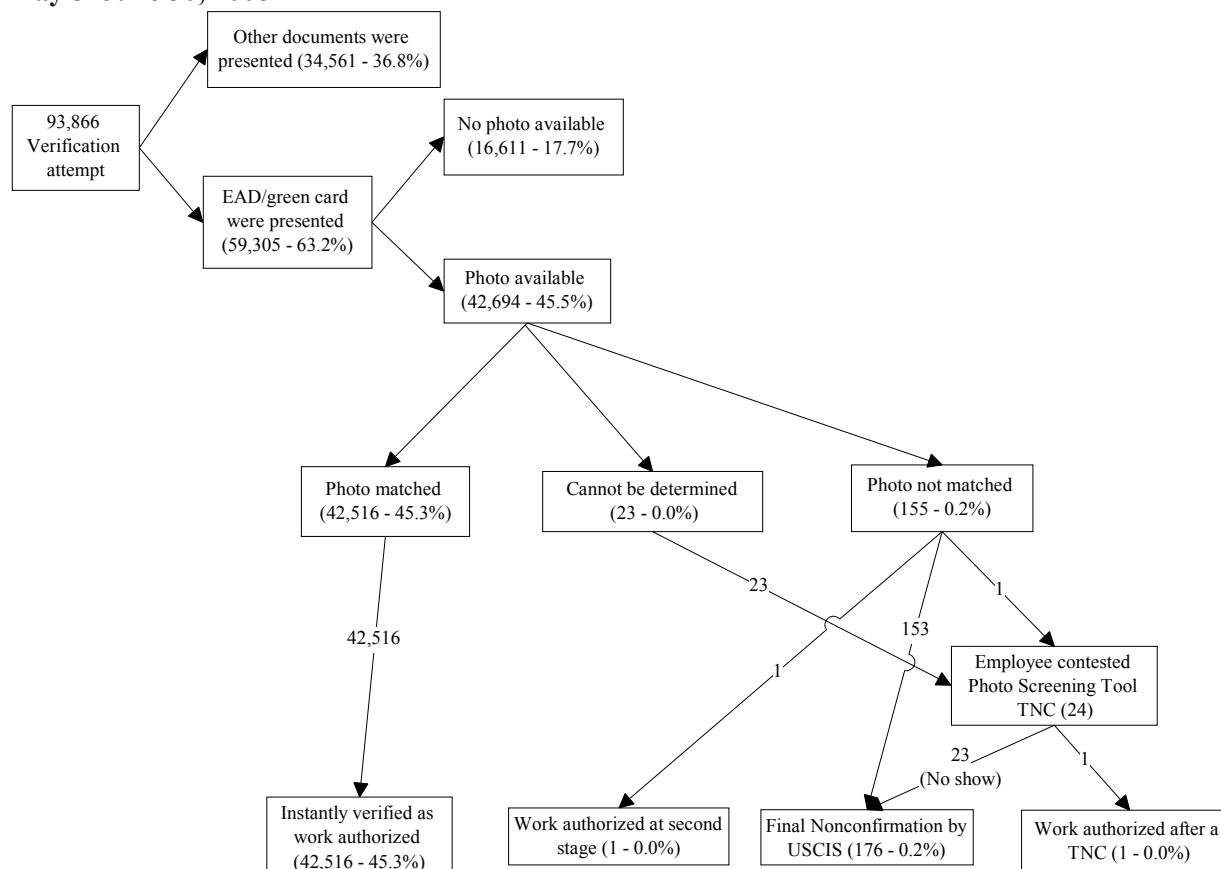 Other documents were
presented (34,561 - 36.8%)
93,866
Verification
attempt
No photo available
(16,611 - 17.7%)
EAD/green card
were presented
(59,305 - 63.2%)
Photo available
(42,694 - 45.5%)
Photo matched
(42,516 - 45.3%)
Cannot be determined
(23 - 0.0%)
Photo not matched
(155 - 0.2%)
23
1
42,516
153
1
Employee contested
Photo Screening Tool
TNC (24)
23
(No show)
1
Instantly verified as
work authorized
(42,516 - 45.3%)
Work authorized at second
stage (1 - 0.0%)
Final Nonconfirmation by
USCIS (176 - 0.2%)
Work authorized after a
TNC (1 - 0.0%)